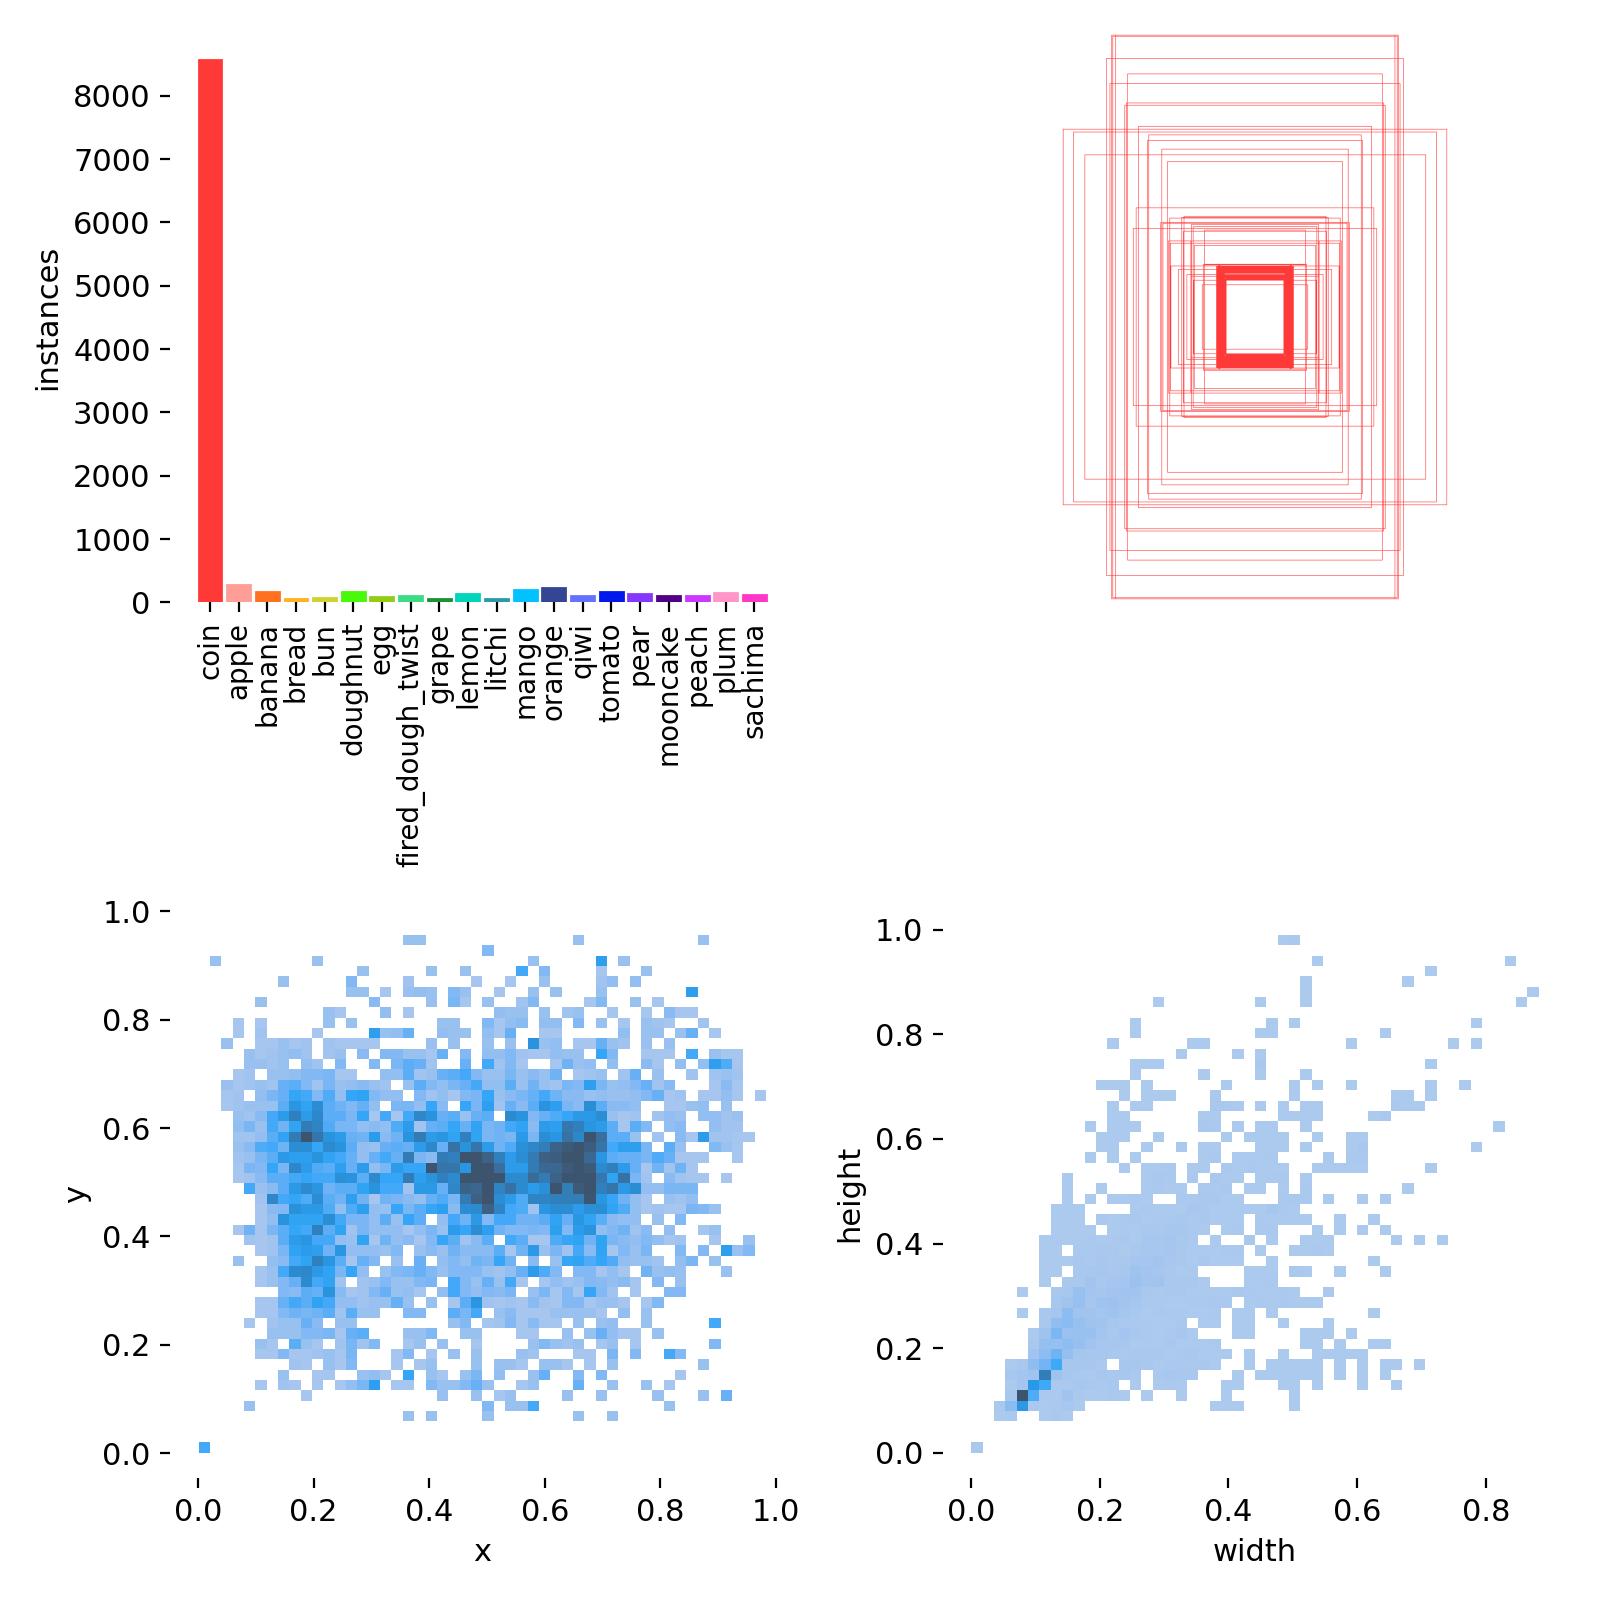 8000
7000
6000
5000
4000
3000
2000
1000
0
instances
coin
apple
banana
bread
bun
doughnut
egg
fired_dough_twist
grape
lemon
litchi
mango
orange
qiwi
tomato
pear
mooncake
peach
plum
sachima
1.0
0.8
0.6
0.4
0.2
0.0
y
0.0 0.2 0.4 0.6 0.8 1.0
x
1.0
0.8
0.6
0.4
0.2
0.0
height
0.0 0.2 0.4 0.6 0.8
width